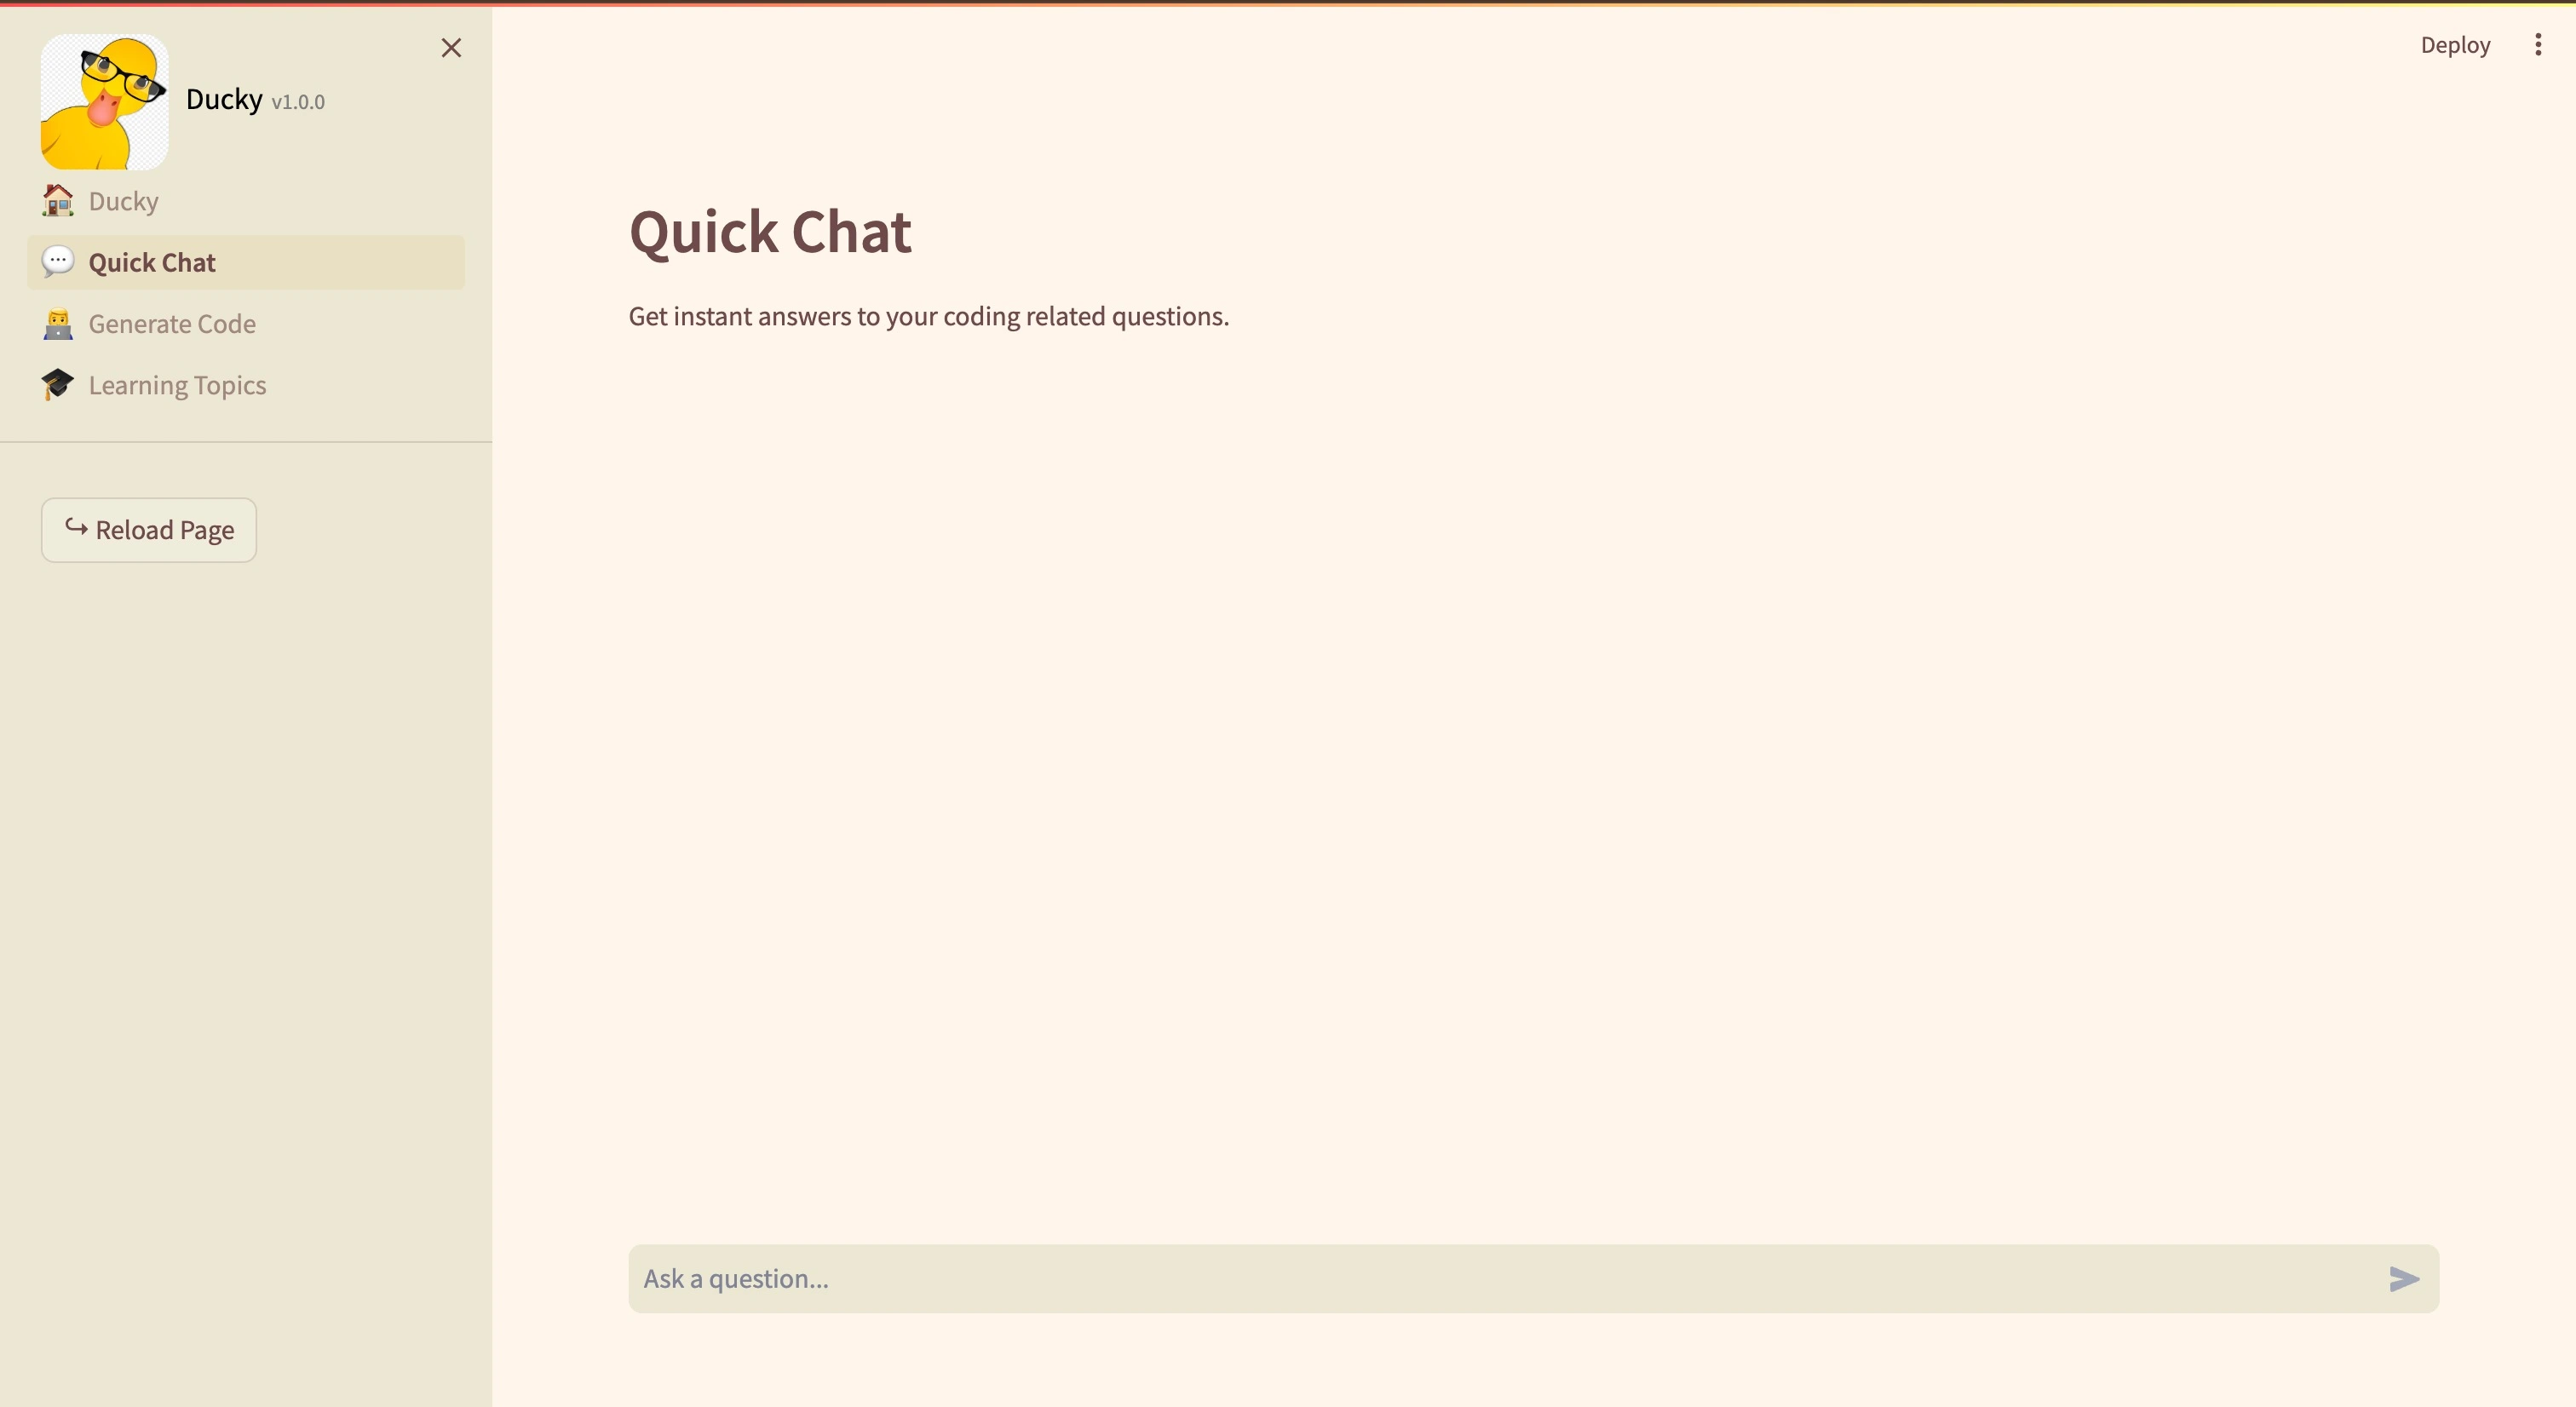 Deploy
Ducky v1.0.0
Ducky
Quick Chat
Generate Code
Learning Topics
↪ Reload Page
Quick Chat
Get instant answers to your coding related questions.
Ask a question...